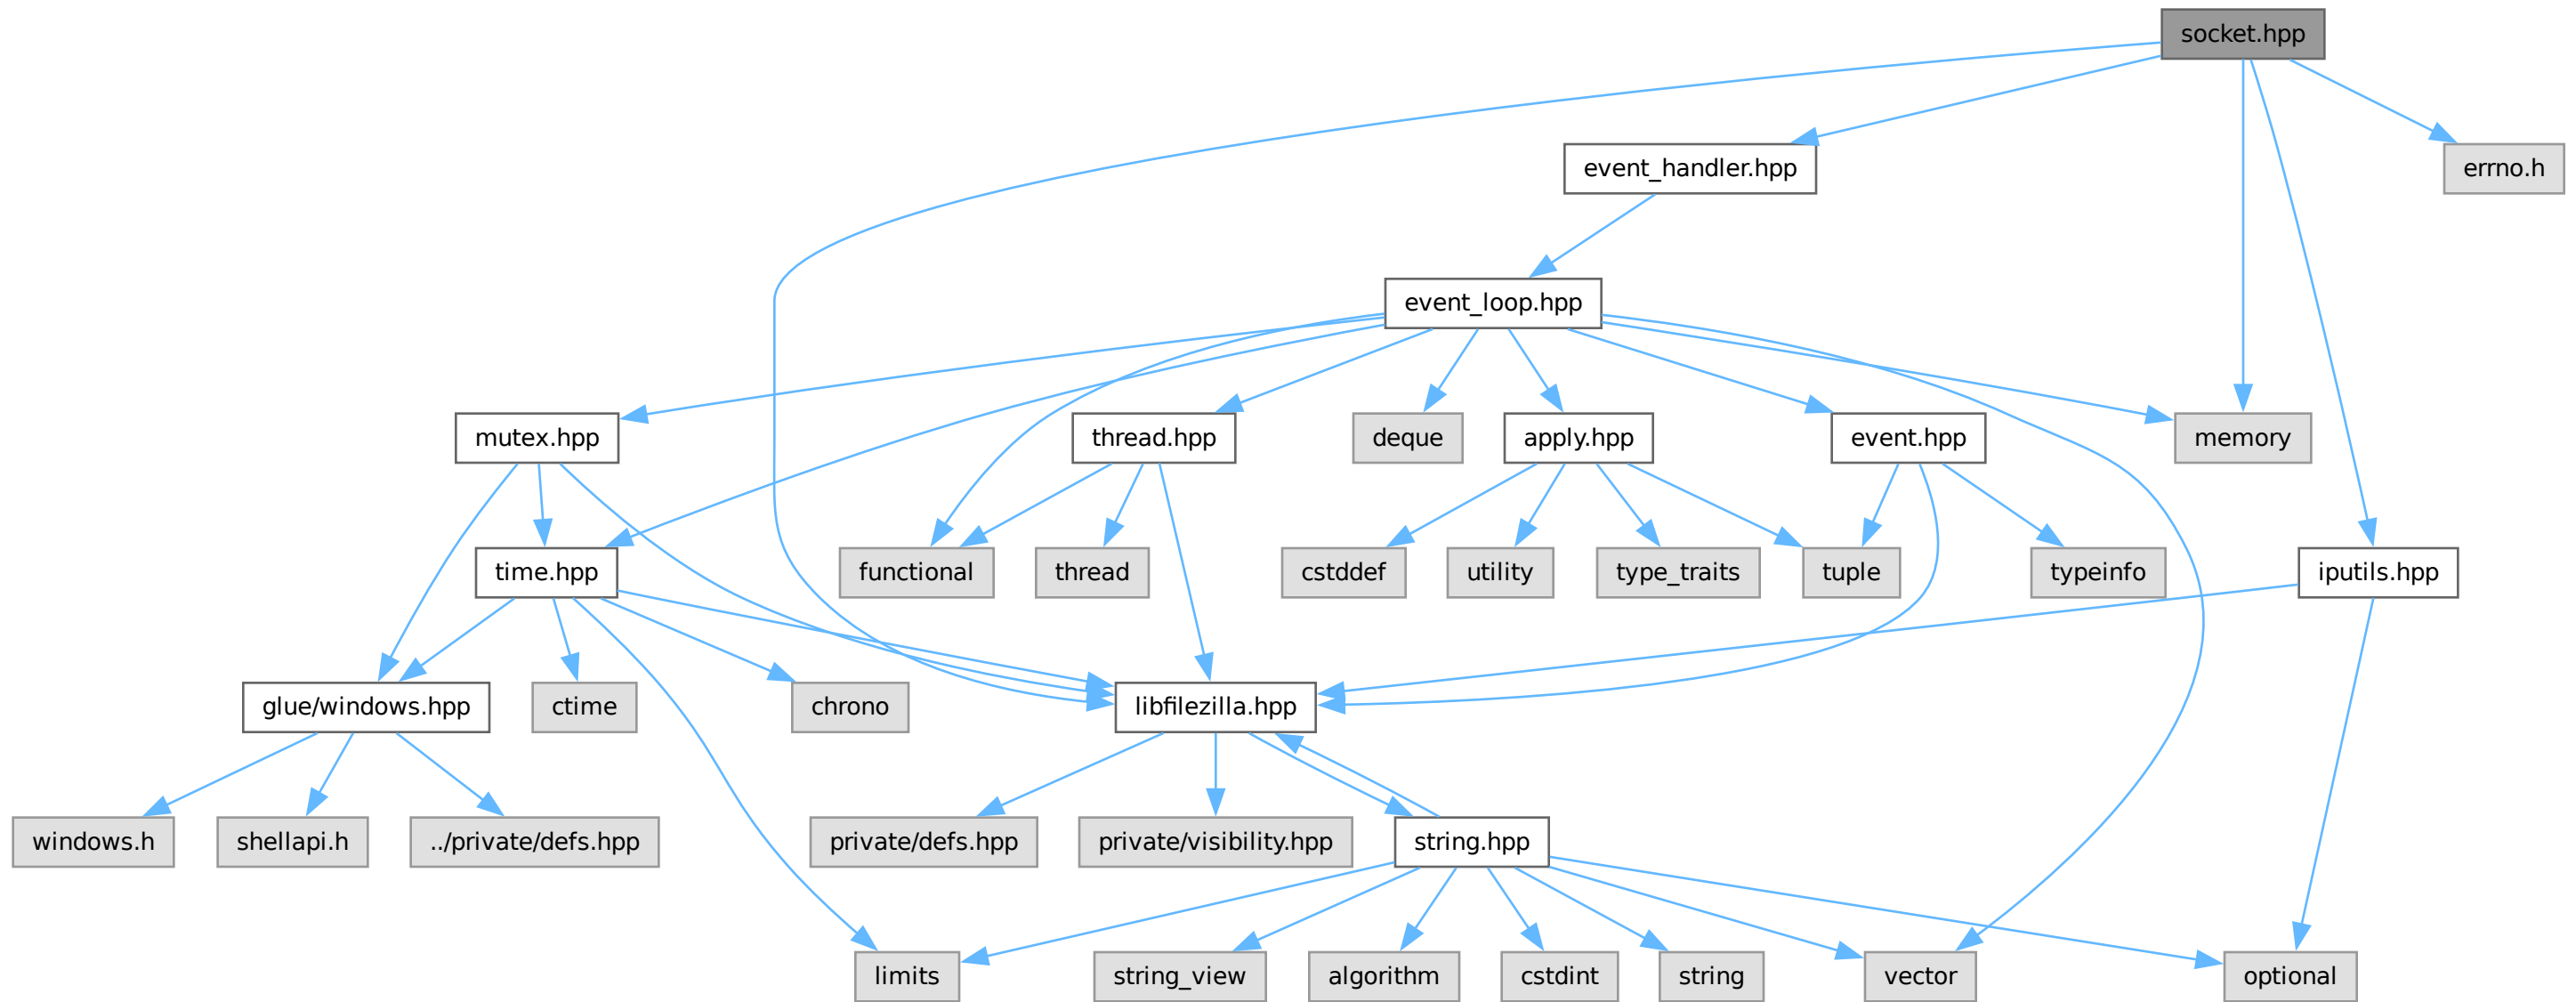 socket.hpp
event_handler.hpp
errno.h
event_loop.hpp
mutex.hpp
thread.hpp
deque
apply.hpp
event.hpp
memory
time.hpp
functional
thread
cstddef
utility
type_traits
tuple
typeinfo
iputils.hpp
glue/windows.hpp
ctime
chrono
libfilezilla.hpp
windows.h
shellapi.h
../private/defs.hpp
private/defs.hpp
private/visibility.hpp
string.hpp
limits
string_view
algorithm
cstdint
string
vector
optional